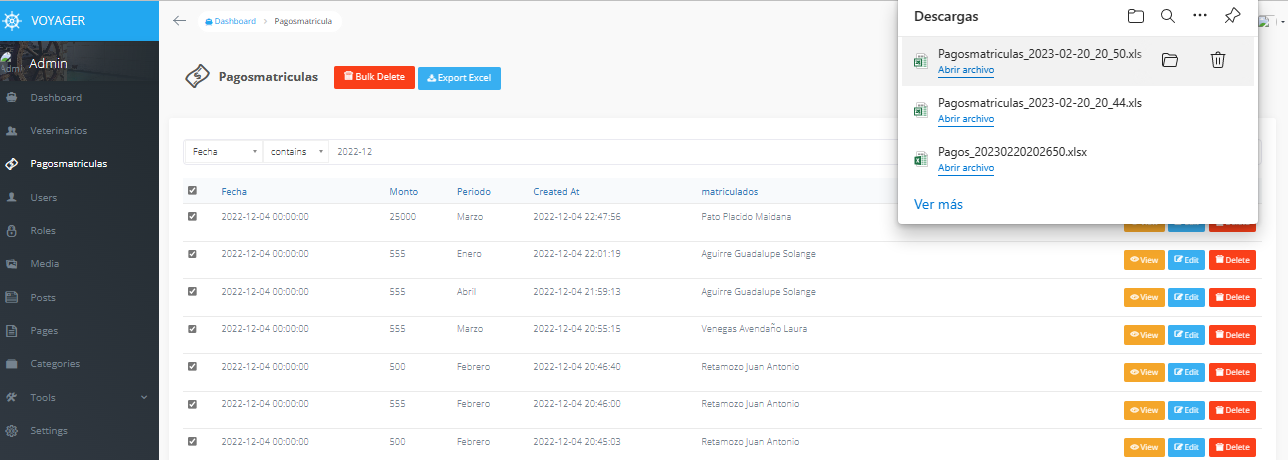 VOYAGER
Admin
Dashboard
Veterinarios
Pagosmatriculas
Users
Roles
Media
Posts
Pages
Categories
Tools
Settings
Dashboard > Pagosmatricula
Pagosmatriculas
Bulk Delete
Export Excel
Descargas
Pagosmatriculas_2023-02-20_20_50.xls
Abrir archivo
Pagosmatriculas_2023-02-20_20_44.xls
Abrir archivo
Pagos_20230220202650.xlsx
Abrir archivo
Ver más
Fecha contains 2022-12
Fecha Monto Periodo Created At matriculados
2022-12-04 00:00:00 25000 Marzo 2022-12-04 22:47:56 Pato Placido Maidana
2022-12-04 00:00:00 555 Enero 2022-12-04 22:01:19 Aguirre Guadalupe Solange View Edit Delete
2022-12-04 00:00:00 555 Abril 2022-12-04 21:59:13 Aguirre Guadalupe Solange View Edit Delete
2022-12-04 00:00:00 555 Marzo 2022-12-04 20:55:15 Venegas Avendaño Laura View Edit Delete
2022-12-04 00:00:00 500 Febrero 2022-12-04 20:46:40 Retamozo Juan Antonio View Edit Delete
2022-12-04 00:00:00 555 Febrero 2022-12-04 20:46:00 Retamozo Juan Antonio View Edit Delete
2022-12-04 00:00:00 500 Febrero 2022-12-04 20:45:03 Retamozo Juan Antonio View Edit Delete